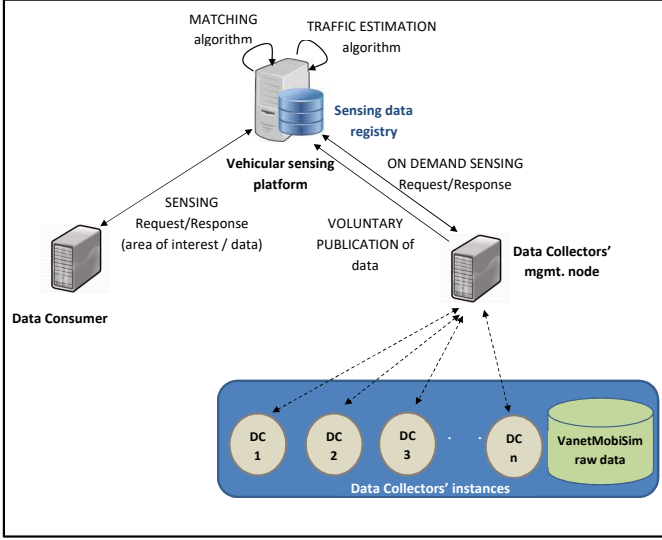 MATCHING
algorithm
TRAFFIC ESTIMATION
algorithm
Sensing data
registry
Vehicular sensing
platform
ON DEMAND SENSING
Request/Response
SENSING
Request/Response
(area of interest / data)
VOLUNTARY
PUBLICATION of
data
Data Collectors'
mgmt. node
Data Consumer
DC
1
DC
2
DC
3
. .
DC
n
VanetMobiSim
raw data
Data Collectors' instances